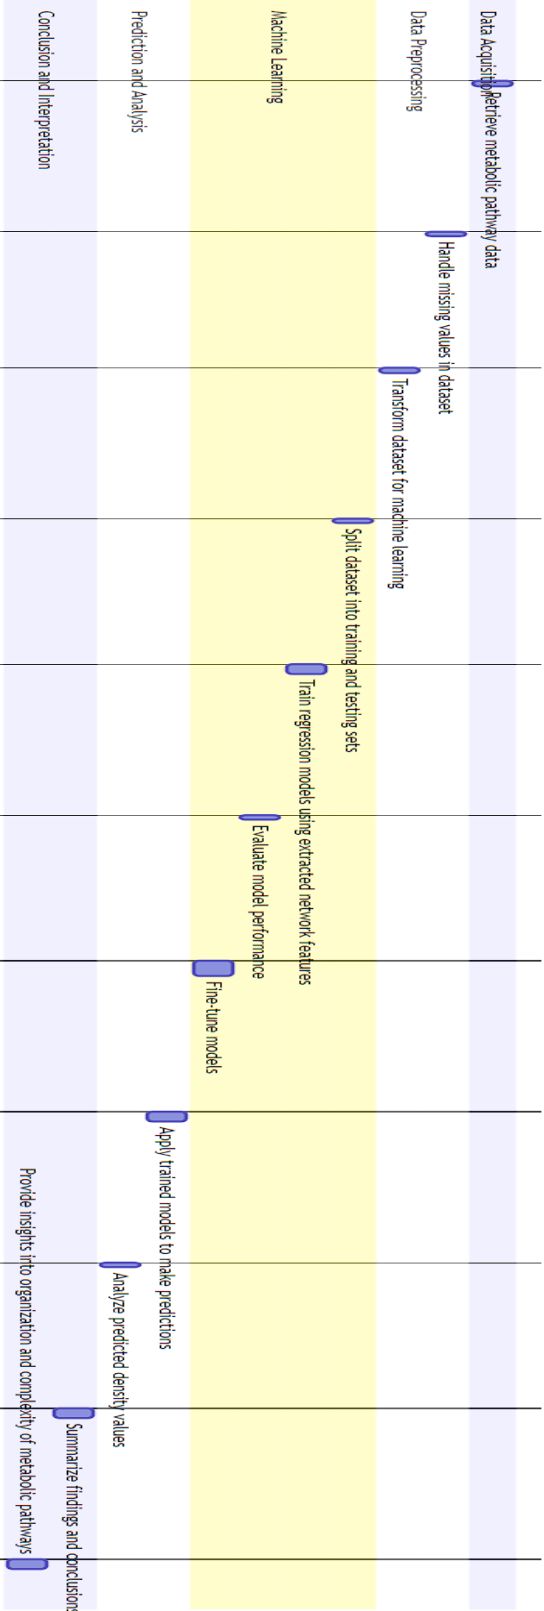 Data Acquisition
Retrieve metabolic pathway data
Data Preprocessing
Handle missing values in dataset
Transform dataset for machine learning
Machine Learning
Split dataset into training and testing sets
Train regression models using extracted network features
Evaluate model performance
Fine-tune models
Prediction and Analysis
Apply trained models to make predictions
Analyze predicted density values
Conclusion and Interpretation
Summarize findings and conclusions
Provide insights into organization and complexity of metabolic pathways